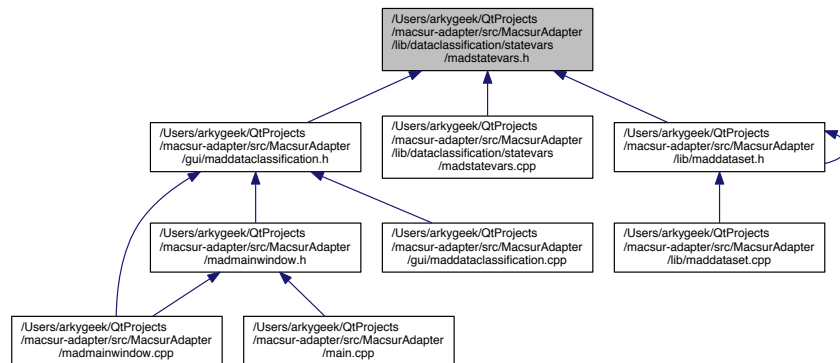 /Users/arkygeek/QtProjects
/macsur-adapter/src/MacsurAdapter
/lib/dataclassification/statevars
/madstatevars.h
/Users/arkygeek/QtProjects
/macsur-adapter/src/MacsurAdapter
/gui/maddataclassification.h
/Users/arkygeek/QtProjects
/macsur-adapter/src/MacsurAdapter
/lib/dataclassification/statevars
/madstatevars.cpp
/Users/arkygeek/QtProjects
/macsur-adapter/src/MacsurAdapter
/lib/maddataset.h
/Users/arkygeek/QtProjects
/macsur-adapter/src/MacsurAdapter
/madmainwindow.h
/Users/arkygeek/QtProjects
/macsur-adapter/src/MacsurAdapter
/gui/maddataclassification.cpp
/Users/arkygeek/QtProjects
/macsur-adapter/src/MacsurAdapter
/lib/maddataset.cpp
/Users/arkygeek/QtProjects
/macsur-adapter/src/MacsurAdapter
/madmainwindow.cpp
/Users/arkygeek/QtProjects
/macsur-adapter/src/MacsurAdapter
/main.cpp